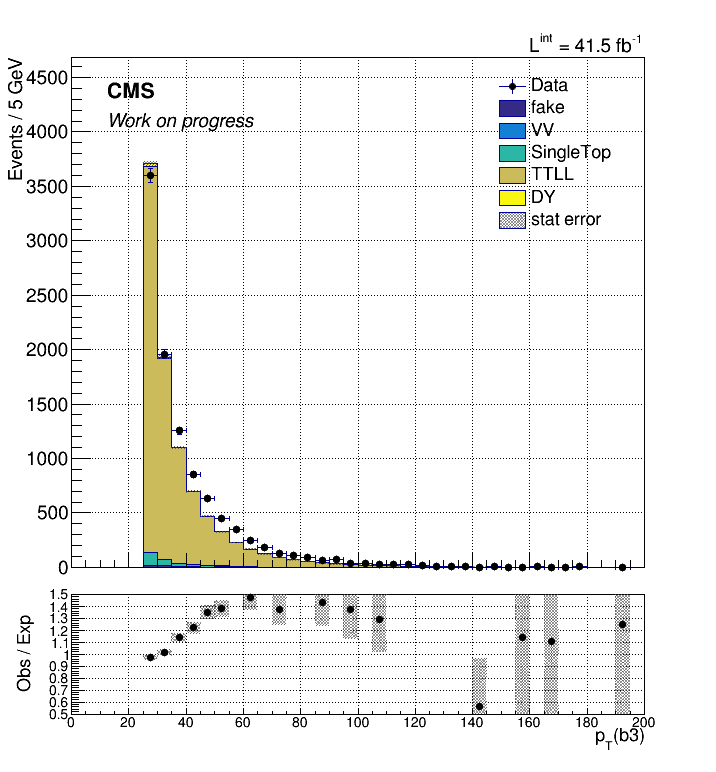 L^int = 41.5 fb^-1
Events / 5 GeV
4500
4000
3500
3000
2500
2000
1500
1000
500
0
CMS
Work on progress
Data
fake
VV
SingleTop
TTLL
DY
stat error
Obs / Exp
1.5
1.4
1.3
1.2
1.1
1
0.9
0.8
0.7
0.6
0.5
0 20 40 60 80 100 120 140 160 180 200
p_T(b3)